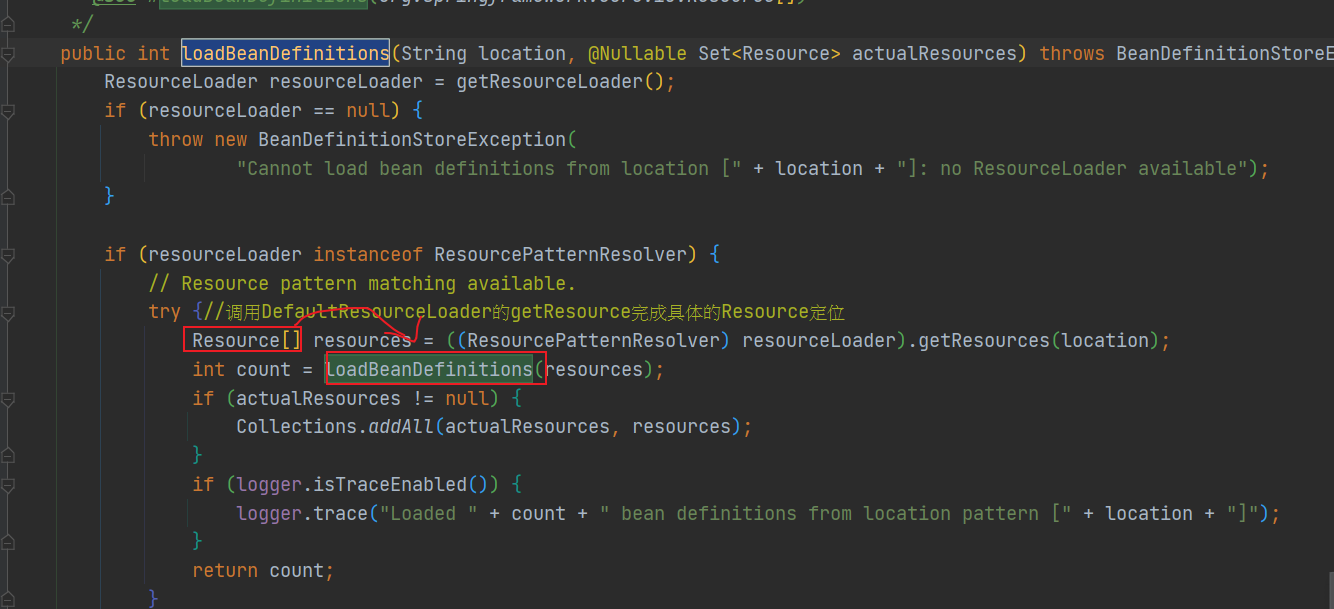 @see #loadBeanDefinitions(org.springframework.core.io.Resource[])
*/
public int loadBeanDefinitions(String location, @Nullable Set<Resource> actualResources) throws BeanDefinitionStoreE
ResourceLoader resourceLoader = getResourceLoader();
if (resourceLoader == null) {
throw new BeanDefinitionStoreException(
"Cannot load bean definitions from location [" + location + "]: no ResourceLoader available");
}
if (resourceLoader instanceof ResourcePatternResolver) {
// Resource pattern matching available.
try {//调用DefaultResourceLoader的getResource完成具体的Resource定位
Resource[] resources = ((ResourcePatternResolver) resourceLoader).getResources(location);
int count = loadBeanDefinitions(resources);
if (actualResources != null) {
Collections.addAll(actualResources, resources);
}
if (logger.isTraceEnabled()) {
logger.trace("Loaded " + count + " bean definitions from location pattern [" + location + "]");
}
return count;
}